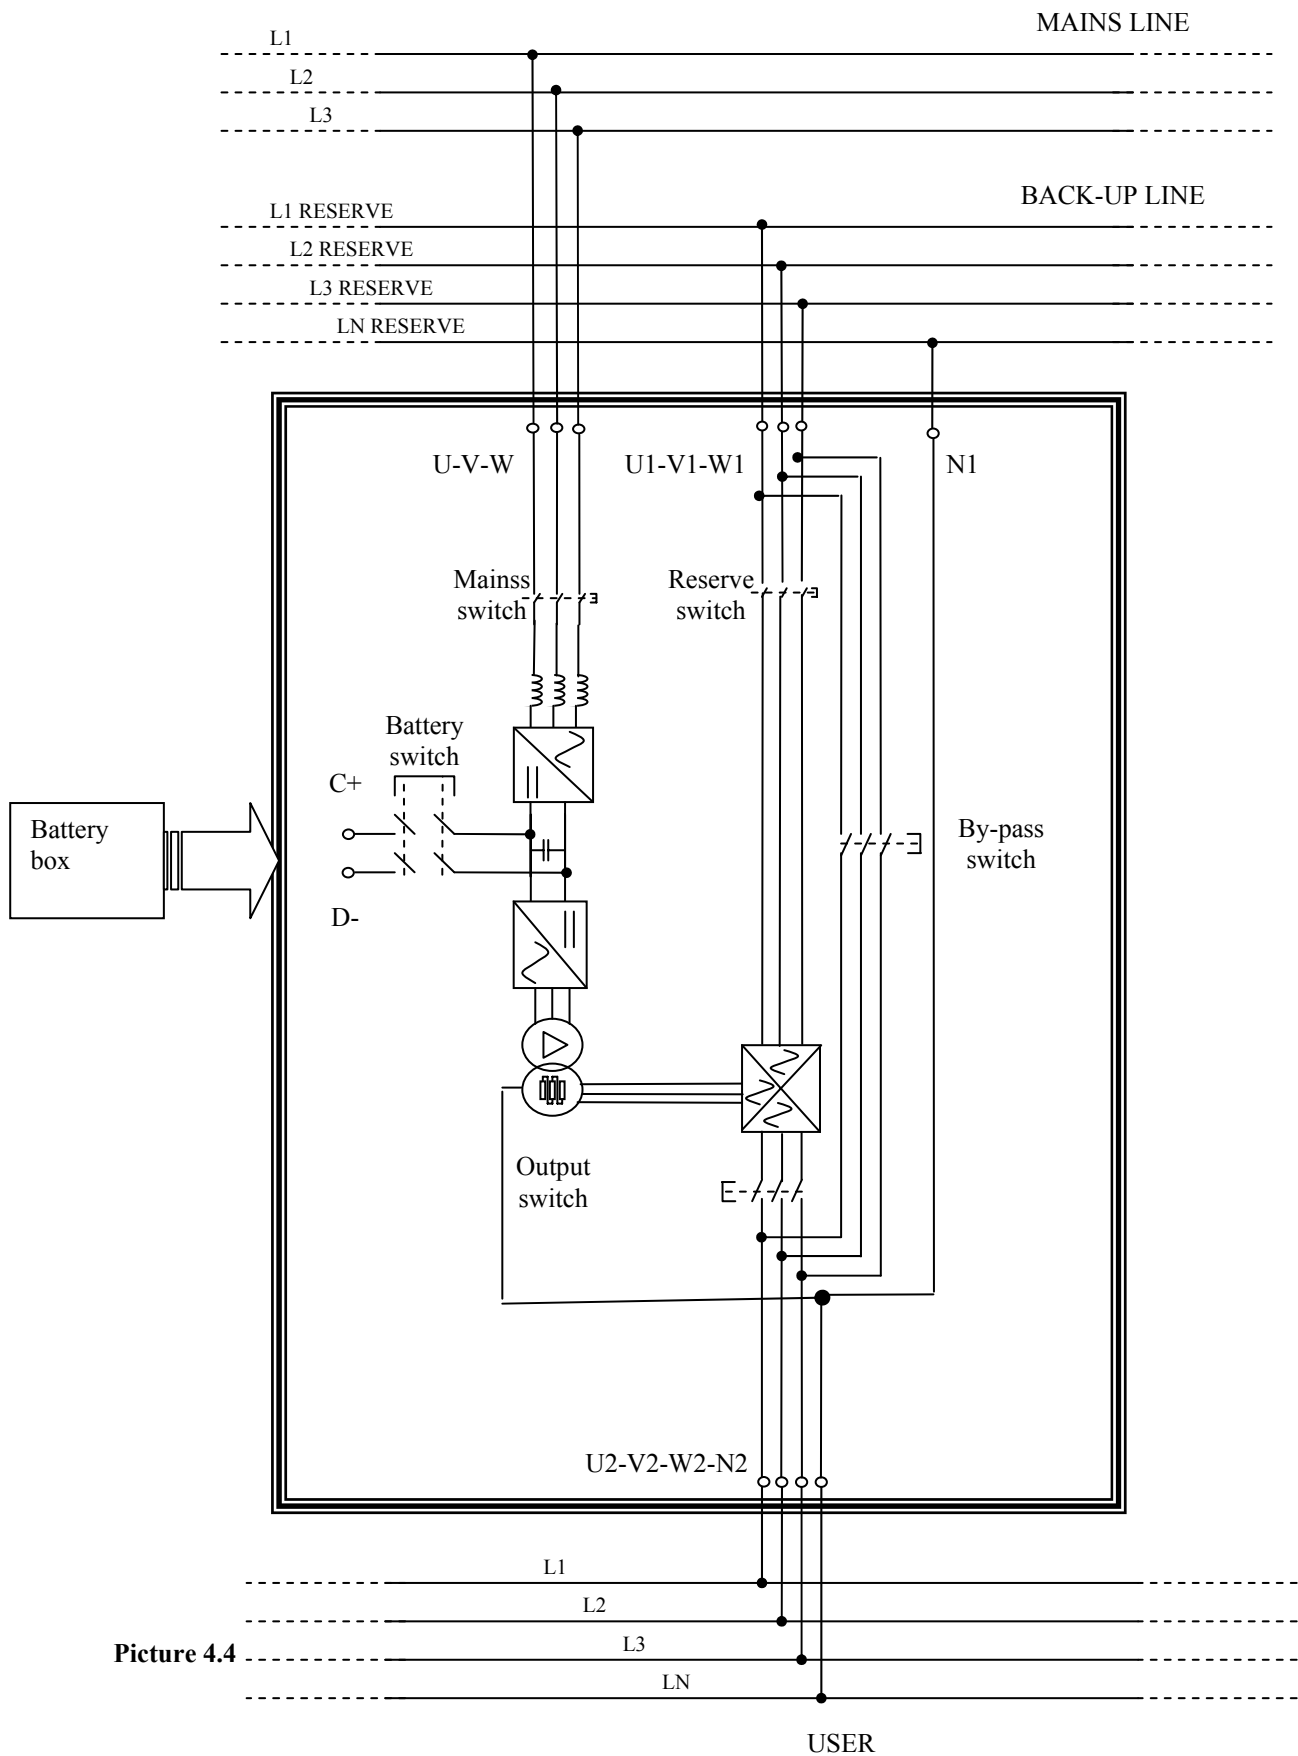 MAINS LINE
L1
L2
L3
BACK-UP LINE
L1 RESERVE
L2 RESERVE
L3 RESERVE
LN RESERVE
U-V-W
U1-V1-W1
N1
Mainss
switch
Reserve
switch
Battery
switch
C+
Battery
box
By-pass
switch
D-
Output
switch
U2-V2-W2-N2
L1
L2
L3
Picture 4.4
LN
USER